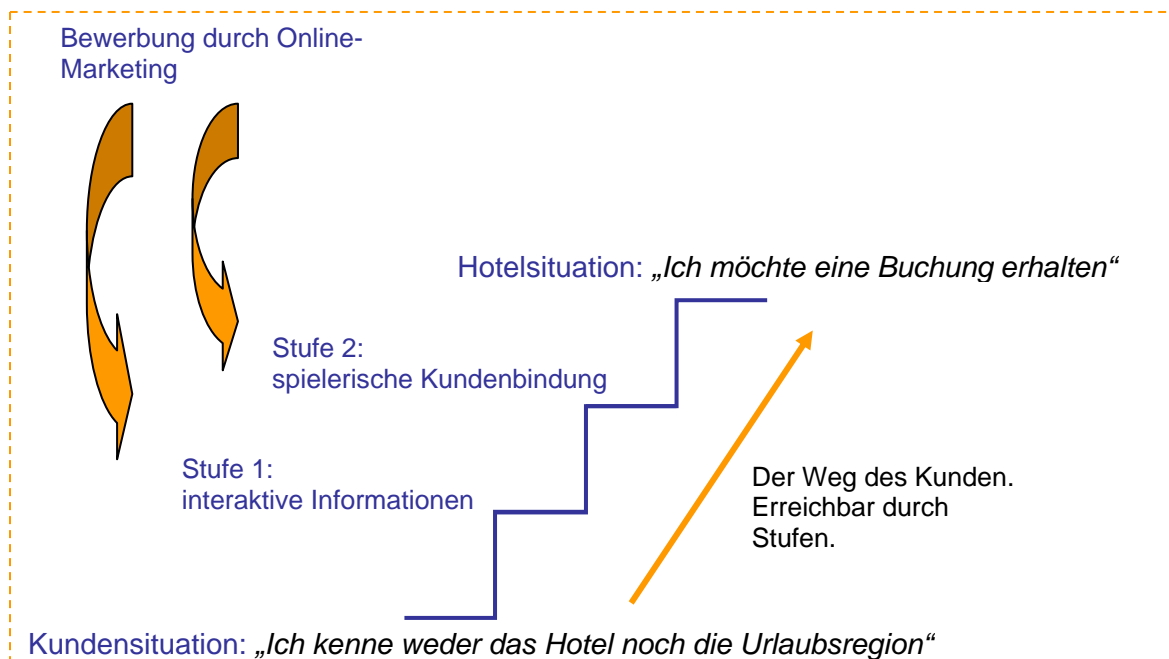 Bewerbung durch Online-
Marketing
Hotelsituation: „Ich möchte eine Buchung erhalten“
Stufe 2:
spielerische Kundenbindung
Stufe 1:
interaktive Informationen
Der Weg des Kunden.
Erreichbar durch
Stufen.
Kundensituation: „Ich kenne weder das Hotel noch die Urlaubsregion“